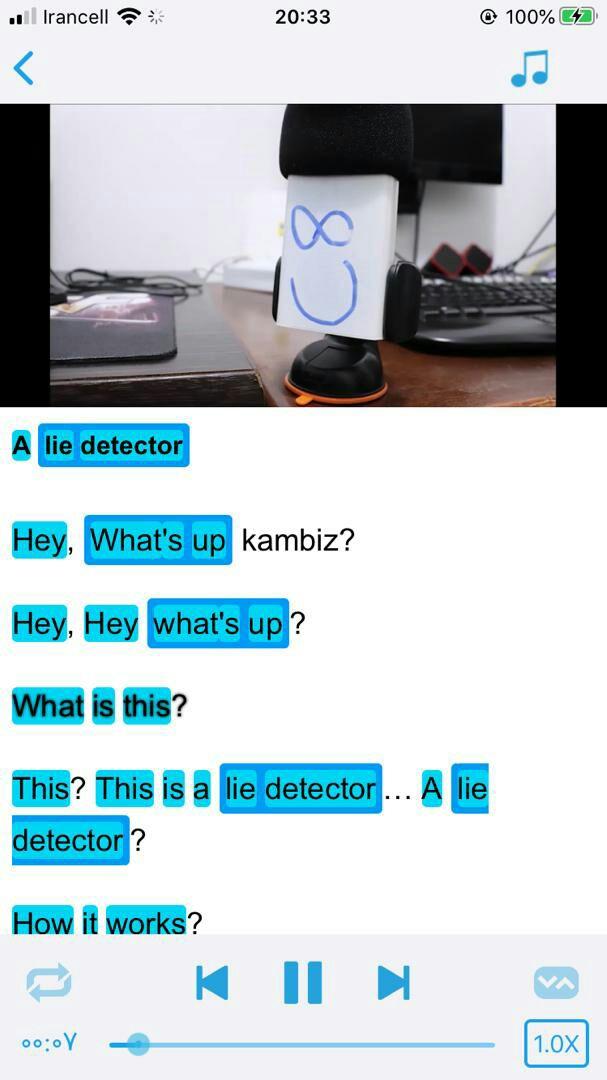 Irancell 20:33 100%
A lie detector
Hey, What's up kambiz?
Hey, Hey what's up?
What is this?
This? This is a lie detector... A lie
detector?
How it works?
۰۰:۰۷ 1.0X